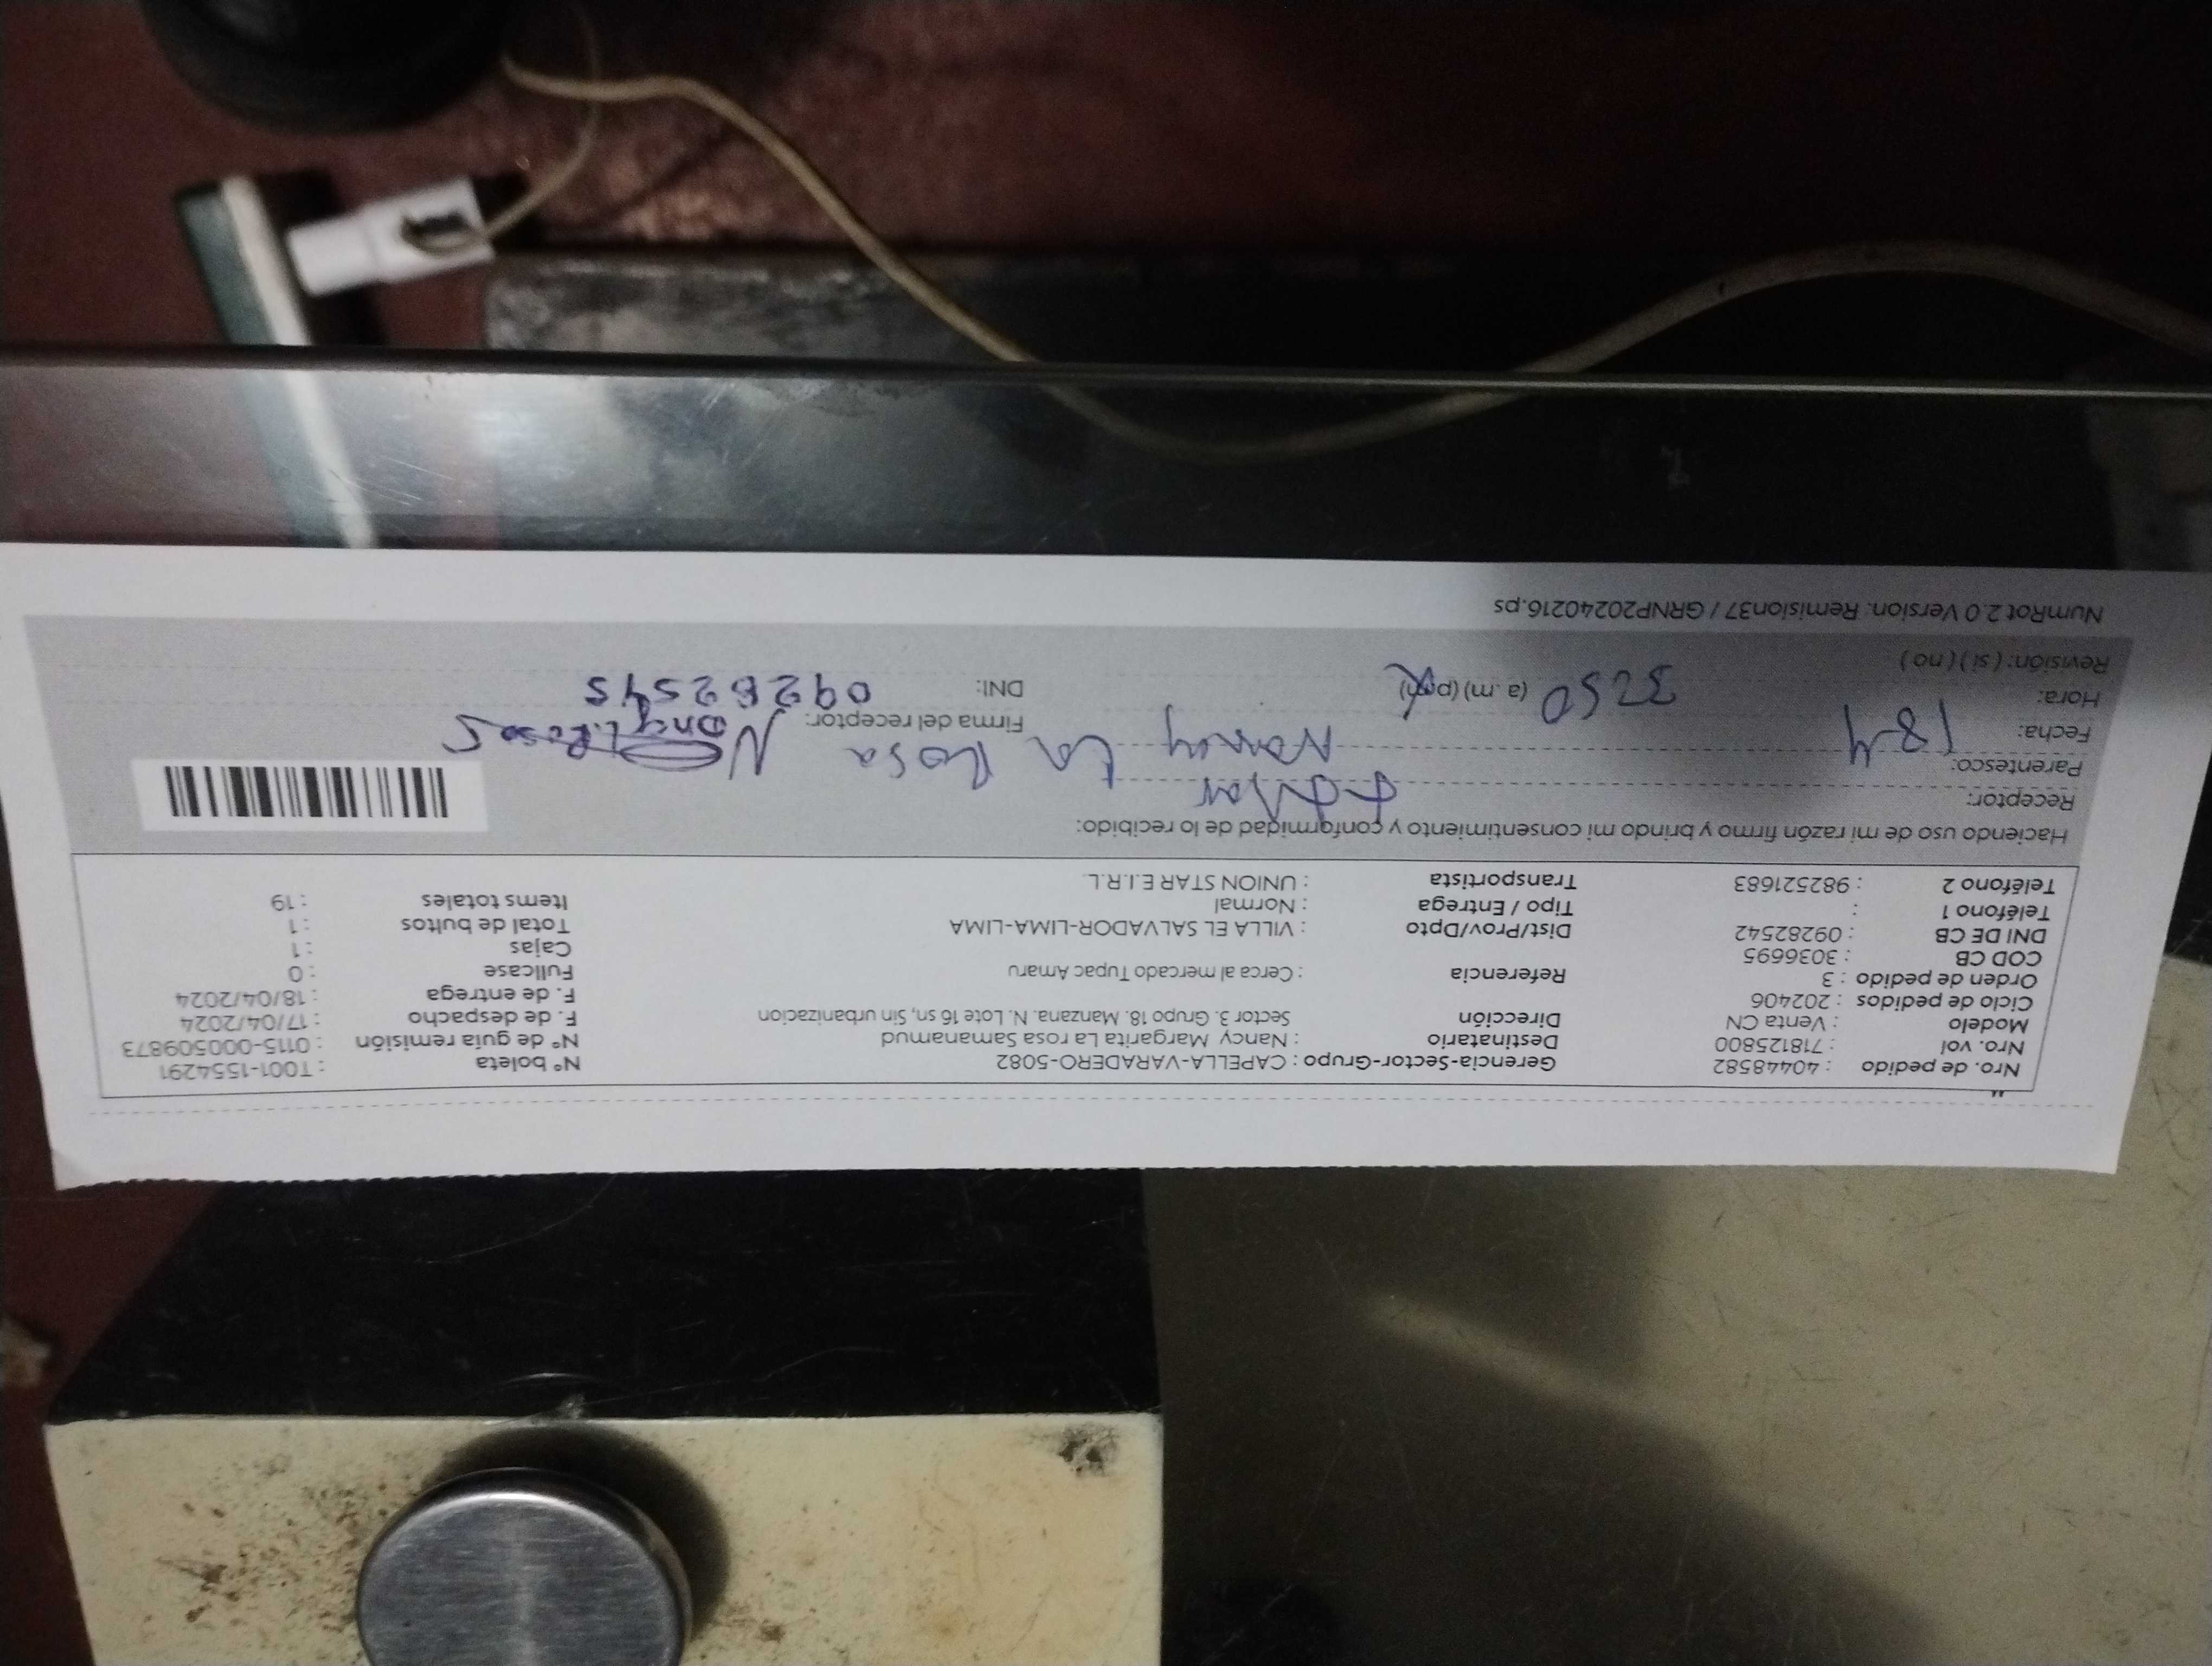 Nro. de pedido : 40448582 Gerencia-Sector-Grupo : CAPELLA-VARADERO-5082 N° boleta : T001-1554291
Nro. vol : 718125800 Destinatario : Nancy Margarita La rosa Samanamud N° de guía remisión : 0115-000509873
Modelo : Venta CN Dirección Sector 3. Grupo 18. Manzana. N. Lote 16 sn, Sin urbanizacion F. de despacho : 17/04/2024
Ciclo de pedidos : 202406 F. de entrega : 18/04/2024
Orden de pedido : 3 Referencia : Cerca al mercado Tupac Amaru Fullcase : 0
COD CB : 3036695 Cajas : 1
DNI DE CB : 09282542 Dist/Prov/Dpto : VILLA EL SALVADOR-LIMA-LIMA Total de bultos : 1
Teléfono 1 : Tipo / Entrega : Normal Items totales : 19
Teléfono 2 : 982521683 Transportista : UNION STAR E.I.R.L.
Haciendo uso de mi razón firmo y brindo mi consentimiento y conformidad de lo recibido:
Receptor:
Parentesco: Nancy La Rosa
Fecha: 18-4 Firma del receptor:
Hora: (a .m) (p.m) DNI:
Revisión: ( si ) ( no )
NumRot 2.0 Version: Remision37 / GRNP20240216.ps